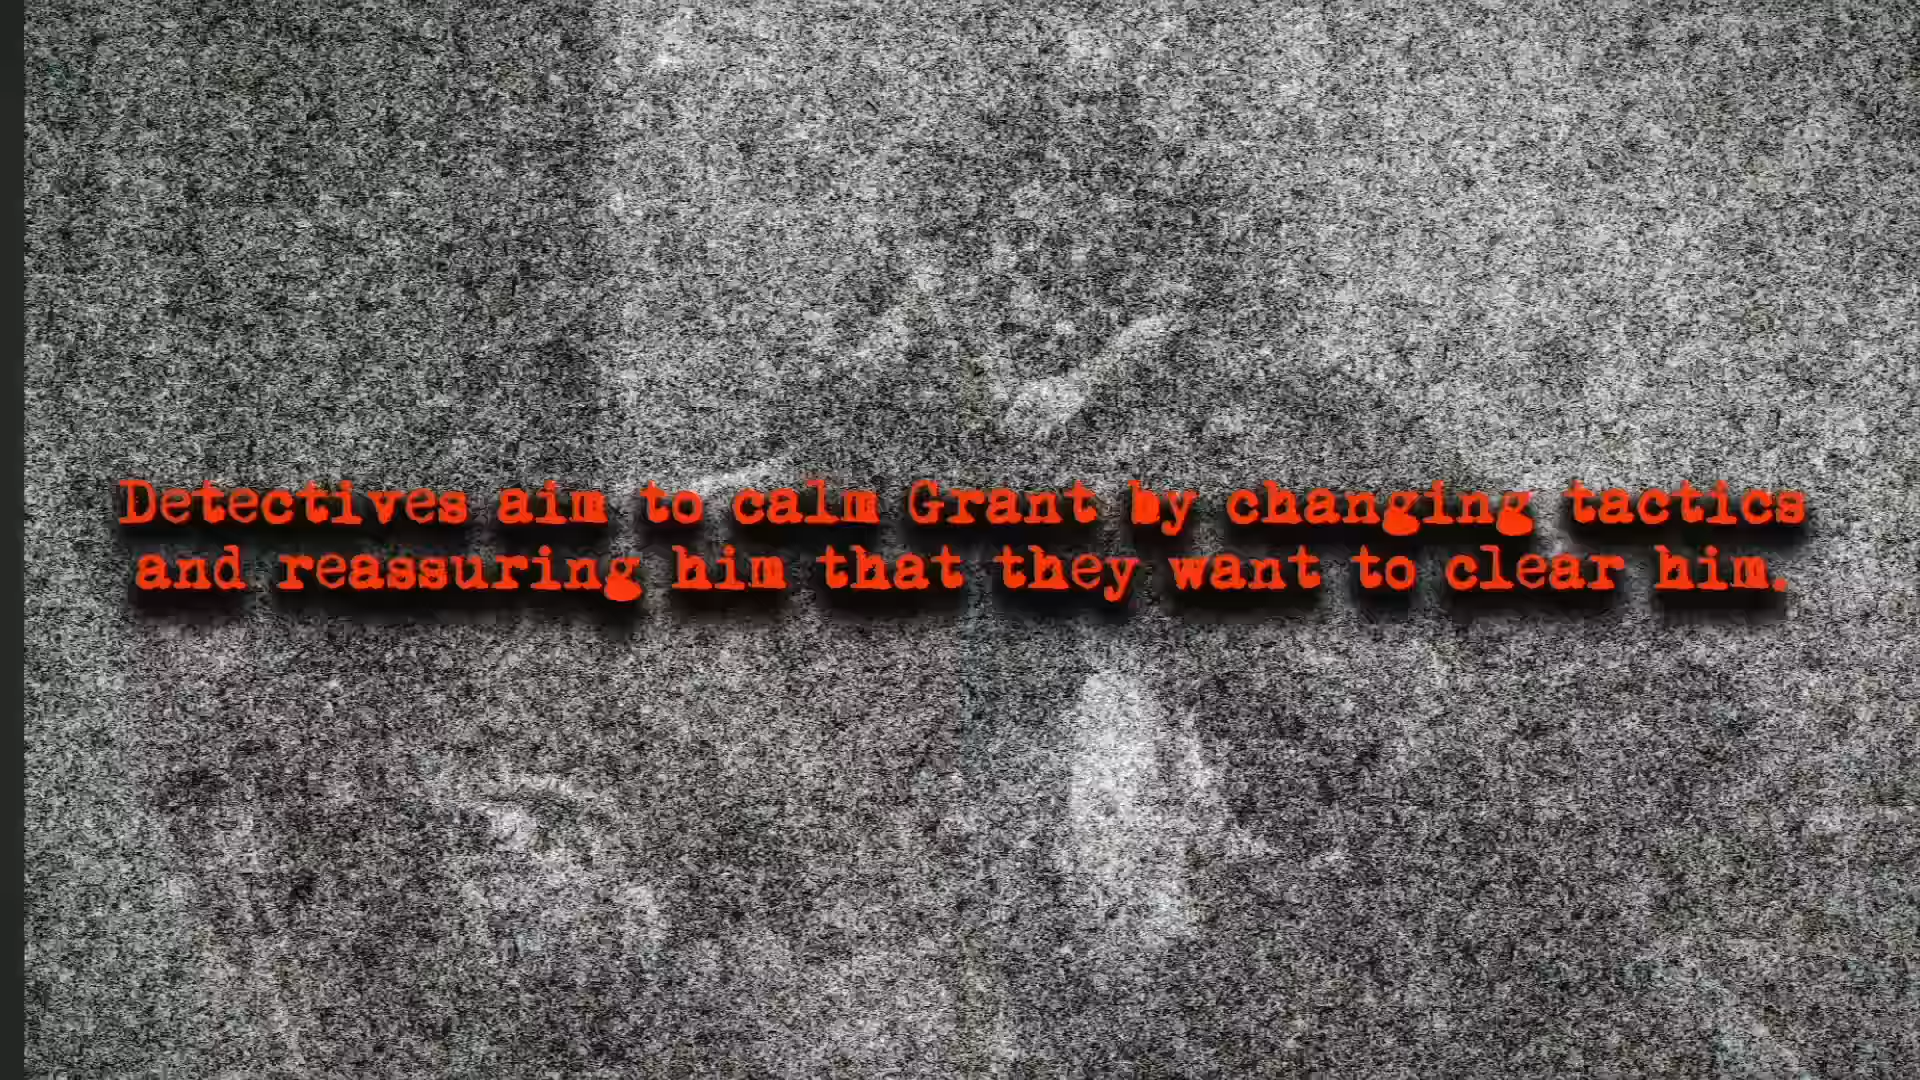 Detectives aim to calm Grant by changing tactics
and reassuring him that they want to clear him.